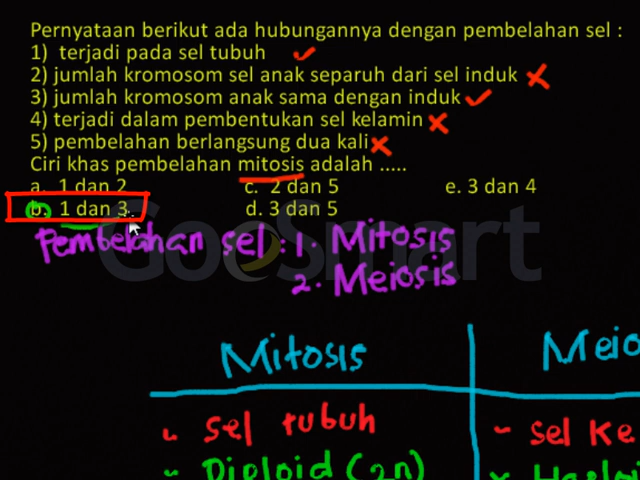 Pernyataan berikut ada hubungannya dengan pembelahan sel :
1) terjadi pada sel tubuh
2) jumlah kromosom sel anak separuh dari sel induk
3) jumlah kromosom anak sama dengan induk
4) terjadi dalam pembentukan sel kelamin
5) pembelahan berlangsung dua kali
Ciri khas pembelahan mitosis adalah .....
a. 1 dan 2 c. 2 dan 5 e. 3 dan 4
b. 1 dan 3 d. 3 dan 5
GoeSmart
Pembelahan sel : 1. Mitosis
2. Meiosis
Mitosis Meio
sel tubuh - sel Ke
Diploid (2n) Haploi